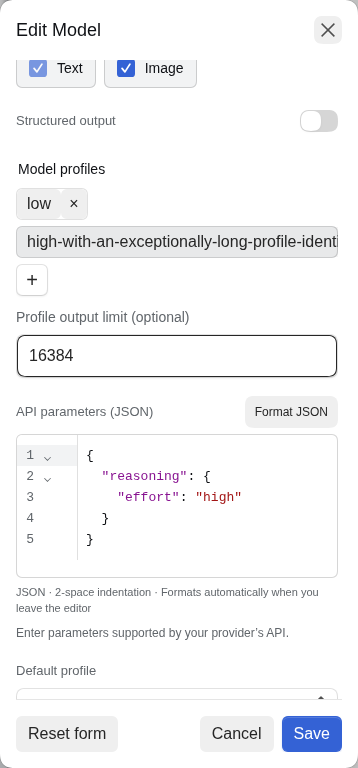 Edit Model
Text
Image
Structured output
Model profiles
low ×
high-with-an-exceptionally-long-profile-identi
+
Profile output limit (optional)
16384
API parameters (JSON)
Format JSON
1 {
2 "reasoning": {
3 "effort": "high"
4 }
5 }
JSON · 2-space indentation · Formats automatically when you
leave the editor
Enter parameters supported by your provider's API.
Default profile
Reset form
Cancel
Save